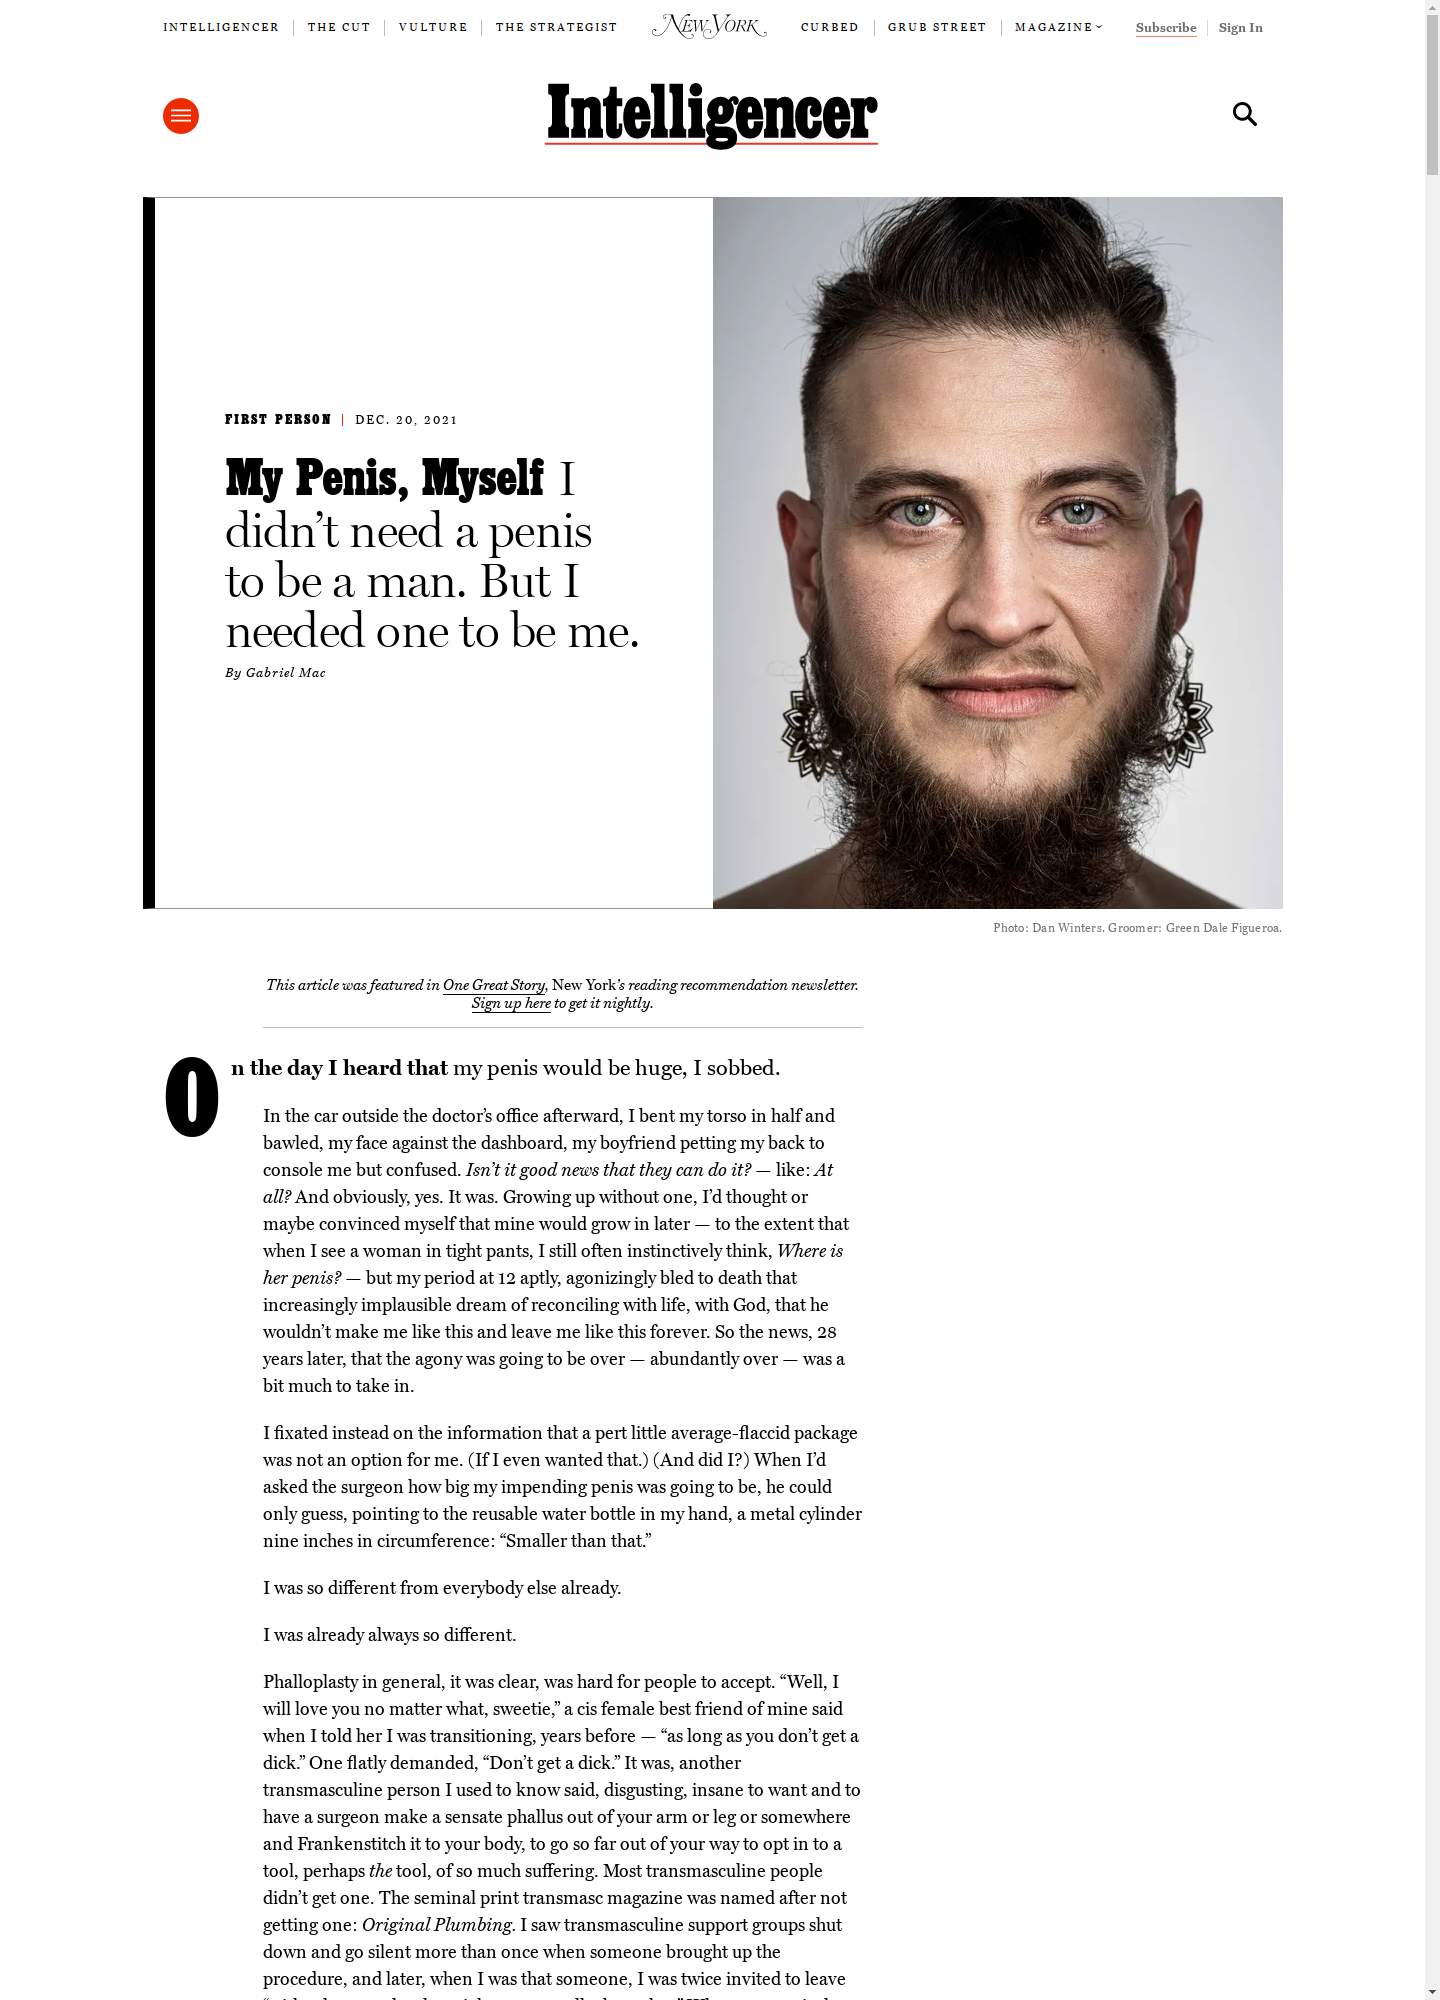 INTELLIGENCER
THE CUT
VULTURE
THE STRATEGIST
NEW YORK
CURBED
GRUB STREET
MAGAZINE
Subscribe
Sign In
Intelligencer
FIRST PERSON | DEC. 20, 2021
My Penis, Myself I
didn’t need a penis
to be a man. But I
needed one to be me.
By Gabriel Mac
Photo: Dan Winters. Groomer: Green Dale Figueroa.
This article was featured in One Great Story, New York’s reading recommendation newsletter.
Sign up here to get it nightly.
On the day I heard that my penis would be huge, I sobbed.
In the car outside the doctor’s office afterward, I bent my torso in half and
bawled, my face against the dashboard, my boyfriend petting my back to
console me but confused. Isn’t it good news that they can do it? — like: At
all? And obviously, yes. It was. Growing up without one, I’d thought or
maybe convinced myself that mine would grow in later — to the extent that
when I see a woman in tight pants, I still often instinctively think, Where is
her penis? — but my period at 12 aptly, agonizingly bled to death that
increasingly implausible dream of reconciling with life, with God, that he
wouldn’t make me like this and leave me like this forever. So the news, 28
years later, that the agony was going to be over — abundantly over — was a
bit much to take in.
I fixated instead on the information that a pert little average-flaccid package
was not an option for me. (If I even wanted that.) (And did I?) When I’d
asked the surgeon how big my impending penis was going to be, he could
only guess, pointing to the reusable water bottle in my hand, a metal cylinder
nine inches in circumference: “Smaller than that.”
I was so different from everybody else already.
I was already always so different.
Phalloplasty in general, it was clear, was hard for people to accept. “Well, I
will love you no matter what, sweetie,” a cis female best friend of mine said
when I told her I was transitioning, years before — “as long as you don’t get a
dick.” One flatly demanded, “Don’t get a dick.” It was, another
transmasculine person I used to know said, disgusting, insane to want and to
have a surgeon make a sensate phallus out of your arm or leg or somewhere
and Frankenstitch it to your body, to go so far out of your way to opt in to a
tool, perhaps the tool, of so much suffering. Most transmasculine people
didn’t get one. The seminal print transmasc magazine was named after not
getting one: Original Plumbing. I saw transmasculine support groups shut
down and go silent more than once when someone brought up the
procedure, and later, when I was that someone, I was twice invited to leave